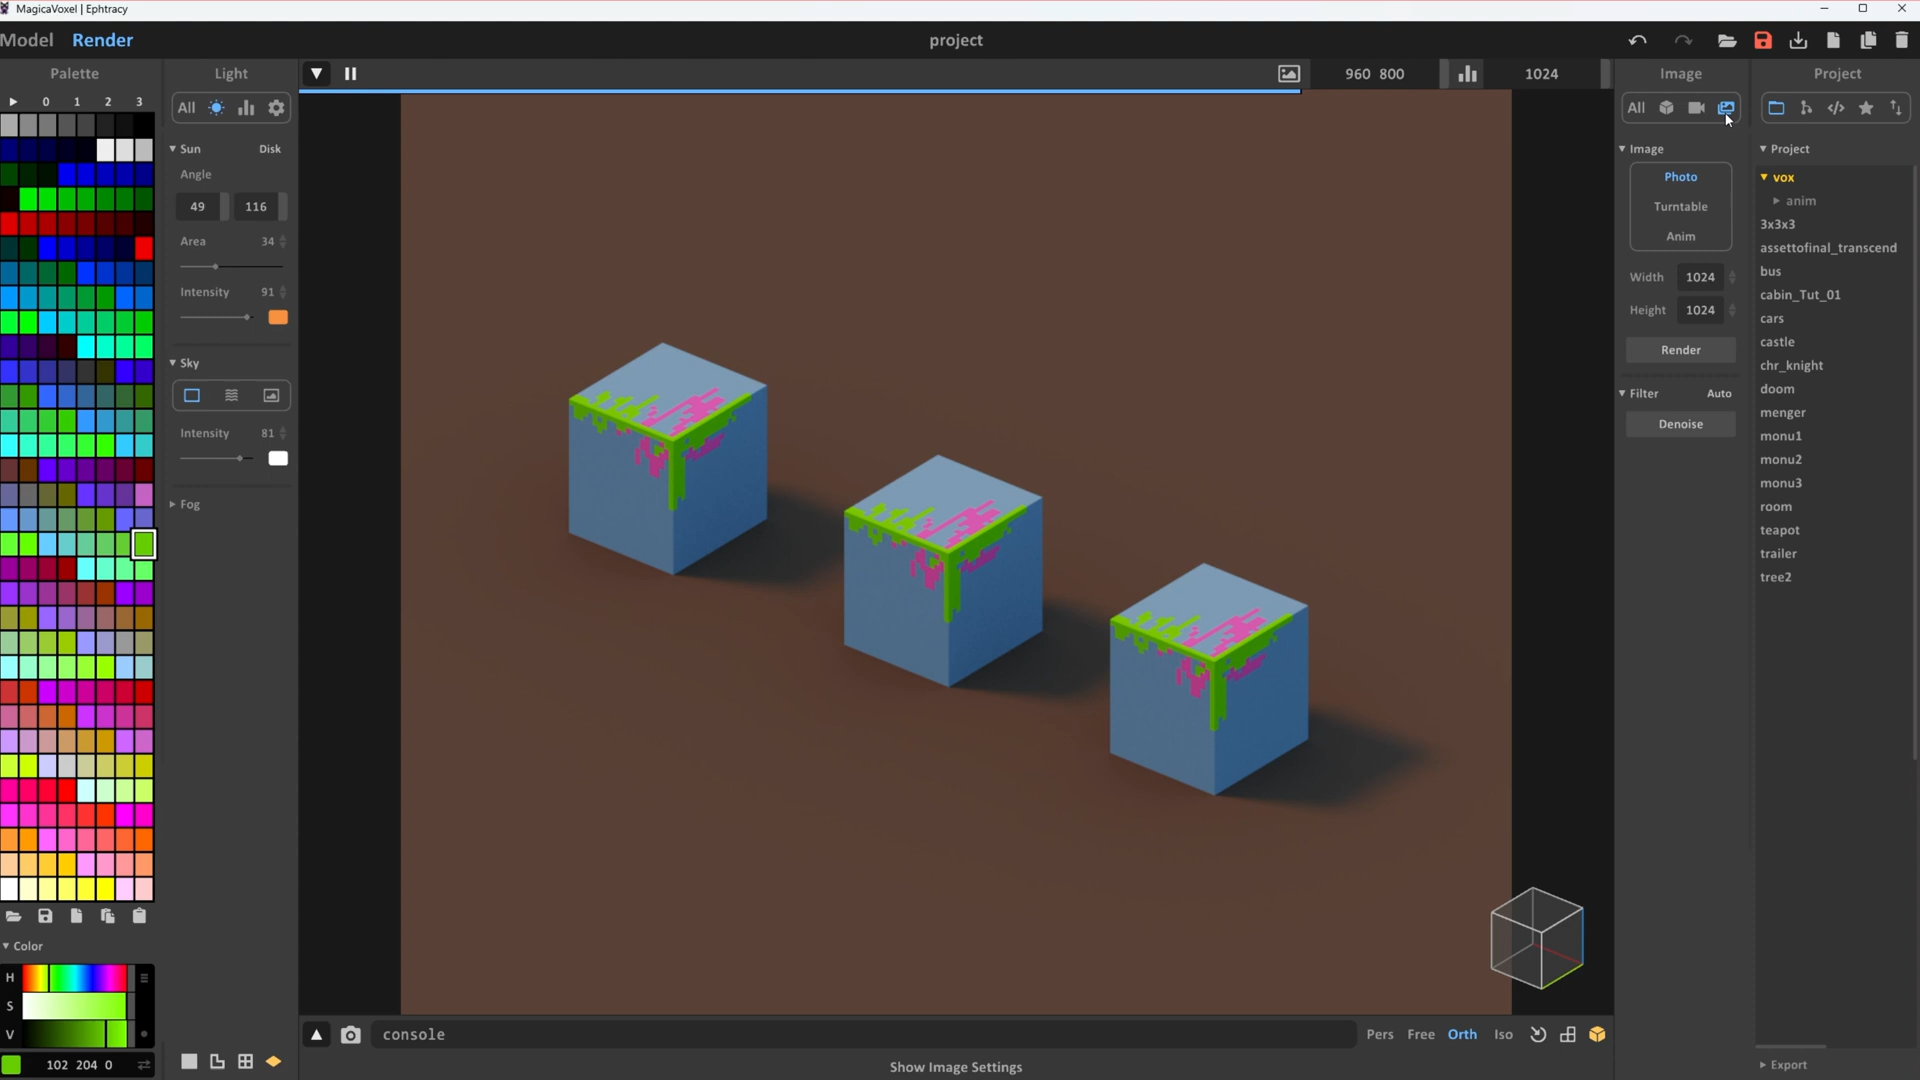 MagicaVoxel | Ephtracy
Model Render project
Palette Light 960 800 1024 Image Project
0 1 2 3
All All
Sun Disk Image Project
Angle Photo vox
49 116 Turntable anim
Area 34 Anim 3x3x3
Intensity 91 Width 1024 assettofinal_transcend
Height 1024 bus
Sky Render cabin_Tut_01
Intensity 81 Filter Auto cars
Fog Denoise castle
chr_knight
doom
menger
monu1
monu2
monu3
room
teapot
trailer
tree2
Color
H
S
V
console Pers Free Orth Iso
102 204 0 Show Image Settings Export